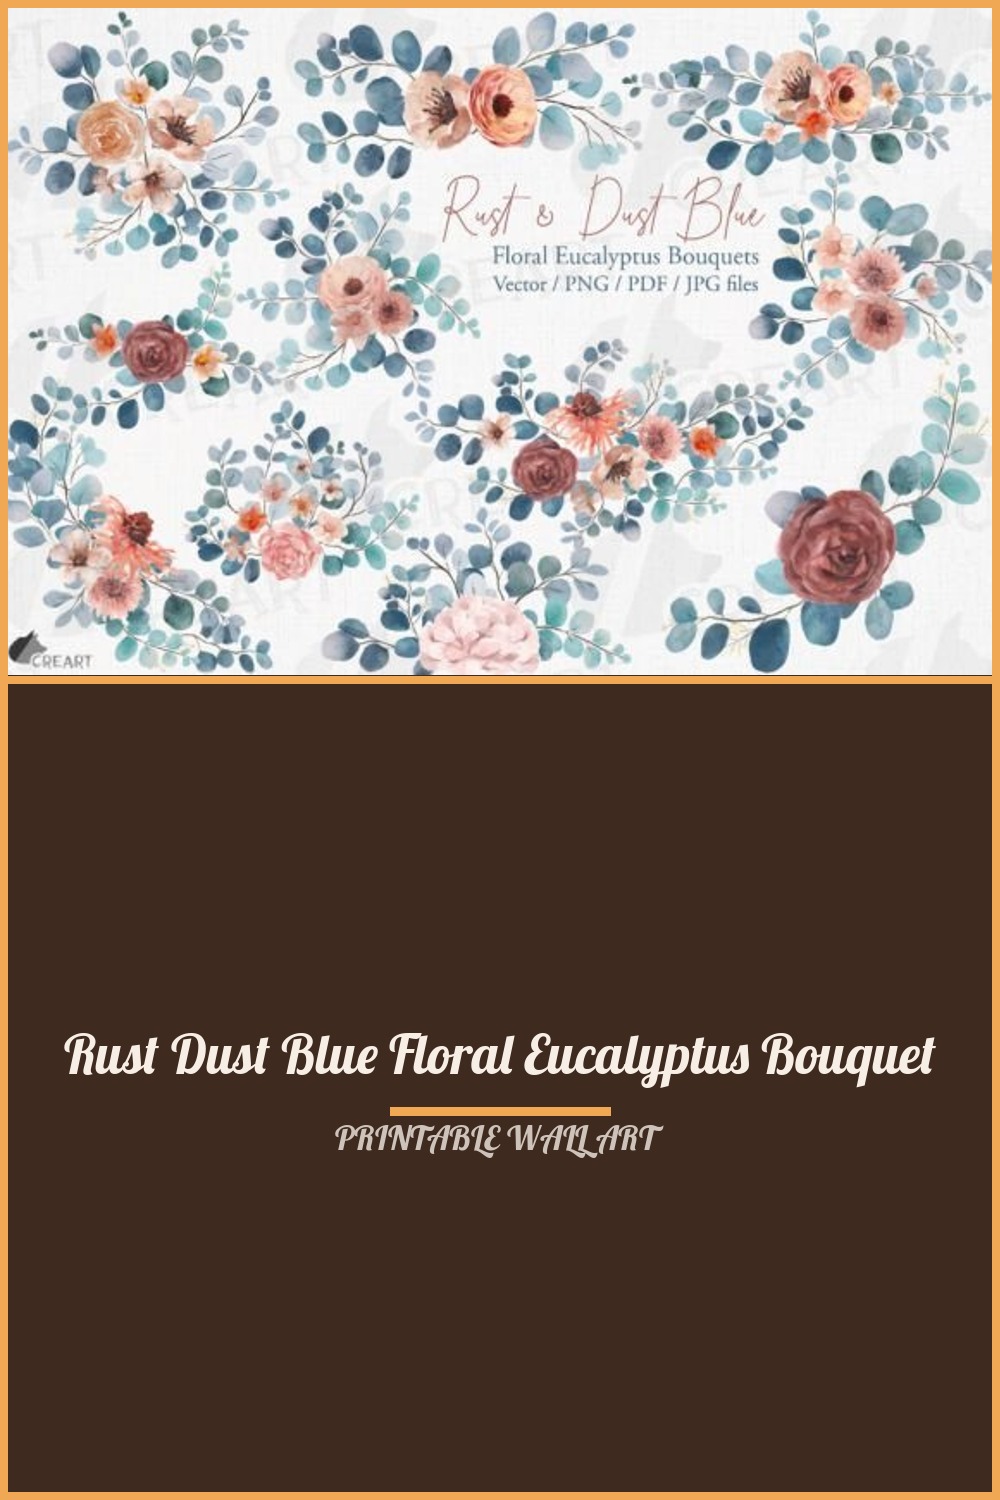 Rust & Dust Blue
Floral Eucalyptus Bouquets
Vector / PNG / PDF / JPG files
CREART
Rust Dust Blue Floral Eucalyptus Bouquet
PRINTABLE WALL ART